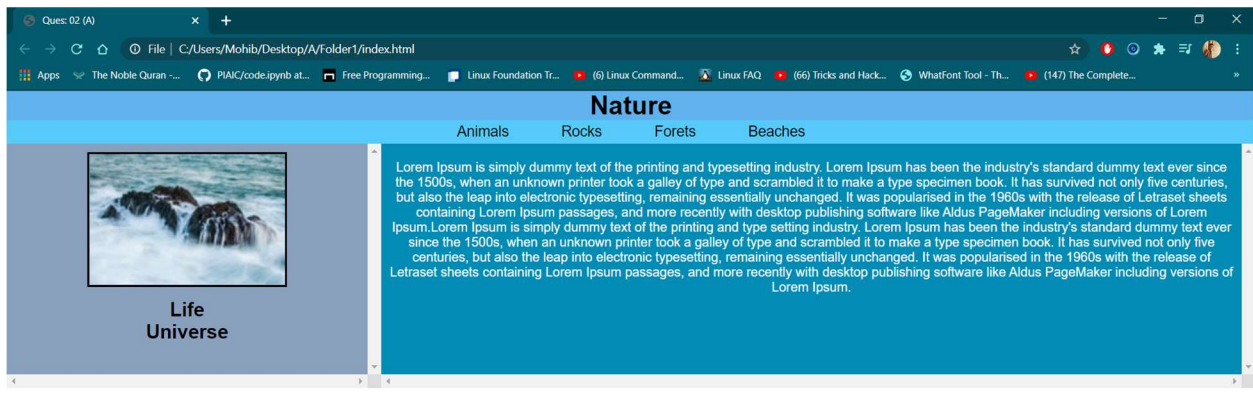 Ques: 02 (A)
File | C:/Users/Mohib/Desktop/A/Folder1/index.html
Apps The Noble Quran -... PIAIC/code.ipynb at... Free Programming... Linux Foundation Tr... (6) Linux Command... Linux FAQ (66) Tricks and Hack... WhatFont Tool - Th... (147) The Complete... »
Nature
Animals Rocks Forets Beaches
Life
Universe
Lorem Ipsum is simply dummy text of the printing and typesetting industry. Lorem Ipsum has been the industry's standard dummy text ever since
the 1500s, when an unknown printer took a galley of type and scrambled it to make a type specimen book. It has survived not only five centuries,
but also the leap into electronic typesetting, remaining essentially unchanged. It was popularised in the 1960s with the release of Letraset sheets
containing Lorem Ipsum passages, and more recently with desktop publishing software like Aldus PageMaker including versions of Lorem
Ipsum.Lorem Ipsum is simply dummy text of the printing and type setting industry. Lorem Ipsum has been the industry's standard dummy text ever
since the 1500s, when an unknown printer took a galley of type and scrambled it to make a type specimen book. It has survived not only five
centuries, but also the leap into electronic typesetting, remaining essentially unchanged. It was popularised in the 1960s with the release of
Letraset sheets containing Lorem Ipsum passages, and more recently with desktop publishing software like Aldus PageMaker including versions of
Lorem Ipsum.